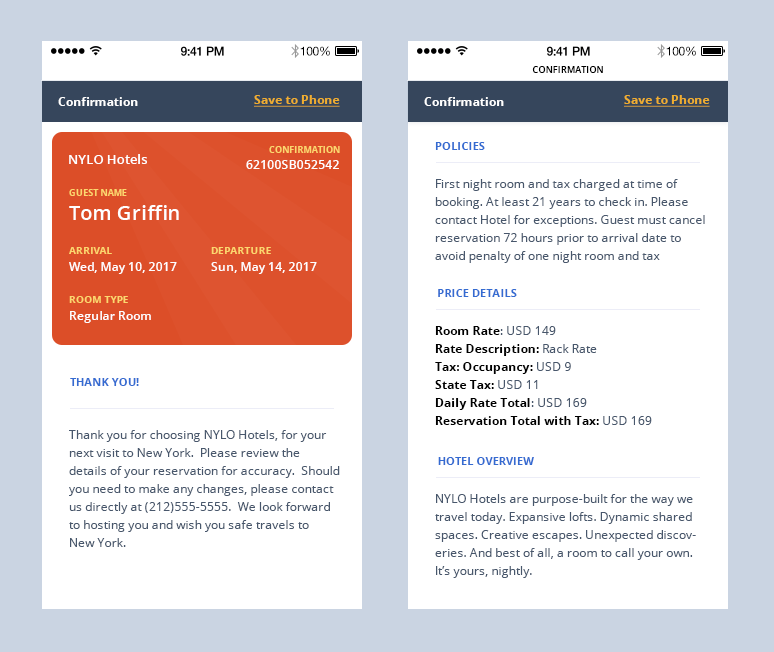 9:41 PM 100%
Confirmation Save to Phone
NYLO Hotels
CONFIRMATION
62100SB052542
GUEST NAME
Tom Griffin
ARRIVAL
Wed, May 10, 2017
DEPARTURE
Sun, May 14, 2017
ROOM TYPE
Regular Room
THANK YOU!
Thank you for choosing NYLO Hotels, for your
next visit to New York. Please review the
details of your reservation for accuracy. Should
you need to make any changes, please contact
us directly at (212)555-5555. We look forward
to hosting you and wish you safe travels to
New York.
9:41 PM 100%
CONFIRMATION
Confirmation Save to Phone
POLICIES
First night room and tax charged at time of
booking. At least 21 years to check in. Please
contact Hotel for exceptions. Guest must cancel
reservation 72 hours prior to arrival date to
avoid penalty of one night room and tax
PRICE DETAILS
Room Rate: USD 149
Rate Description: Rack Rate
Tax: Occupancy: USD 9
State Tax: USD 11
Daily Rate Total: USD 169
Reservation Total with Tax: USD 169
HOTEL OVERVIEW
NYLO Hotels are purpose-built for the way we
travel today. Expansive lofts. Dynamic shared
spaces. Creative escapes. Unexpected discov-
eries. And best of all, a room to call your own.
It’s yours, nightly.